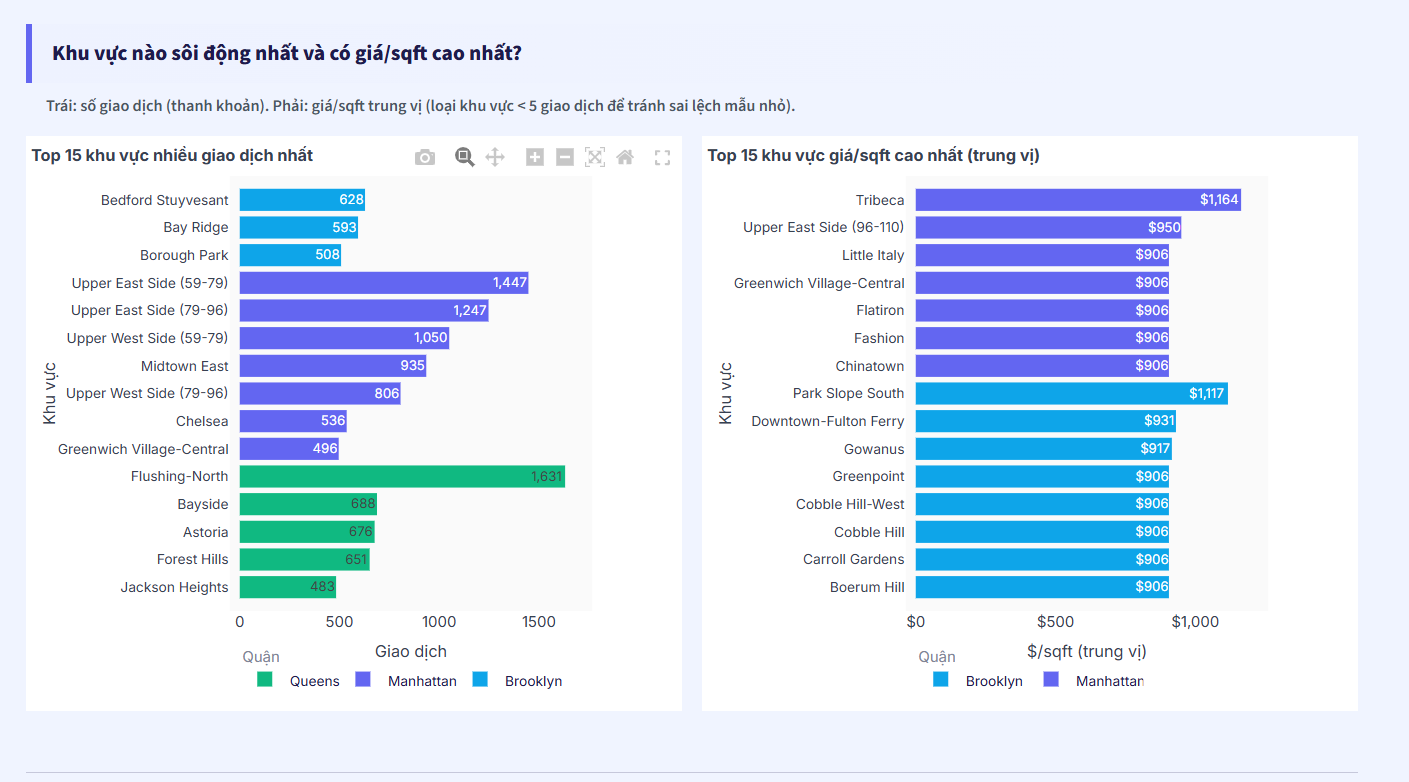 Khu vực nào sôi động nhất và có giá/sqft cao nhất?
Trái: số giao dịch (thanh khoản). Phải: giá/sqft trung vị (loại khu vực < 5 giao dịch để tránh sai lệch mẫu nhỏ).
Top 15 khu vực nhiều giao dịch nhất
Khu vực
Bedford Stuyvesant 628
Bay Ridge 593
Borough Park 508
Upper East Side (59-79) 1,447
Upper East Side (79-96) 1,247
Upper West Side (59-79) 1,050
Midtown East 935
Upper West Side (79-96) 806
Chelsea 536
Greenwich Village-Central 496
Flushing-North 1,631
Bayside 688
Astoria 676
Forest Hills 651
Jackson Heights 483
0 500 1000 1500
Giao dịch
Quận
Queens Manhattan Brooklyn
Top 15 khu vực giá/sqft cao nhất (trung vị)
Khu vực
Tribeca $1,164
Upper East Side (96-110) $950
Little Italy $906
Greenwich Village-Central $906
Flatiron $906
Fashion $906
Chinatown $906
Park Slope South $1,117
Downtown-Fulton Ferry $931
Gowanus $917
Greenpoint $906
Cobble Hill-West $906
Cobble Hill $906
Carroll Gardens $906
Boerum Hill $906
$0 $500 $1,000
$/sqft (trung vị)
Quận
Brooklyn Manhattan